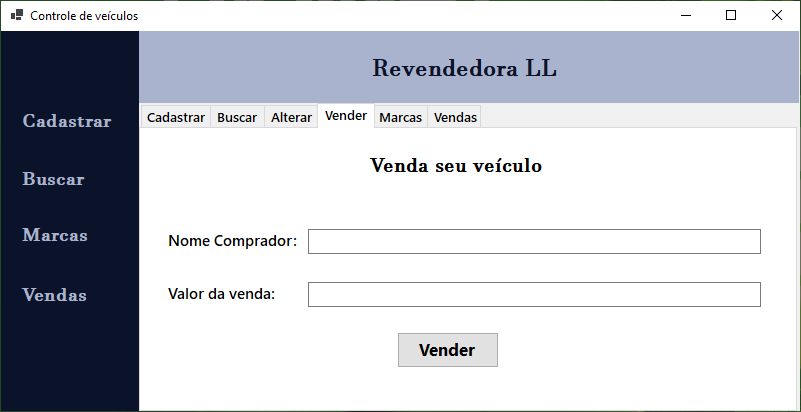 Controle de veículos
Revendedora LL
Cadastrar
Buscar
Marcas
Vendas
Cadastrar Buscar Alterar Vender Marcas Vendas
Venda seu veículo
Nome Comprador:
Valor da venda:
Vender